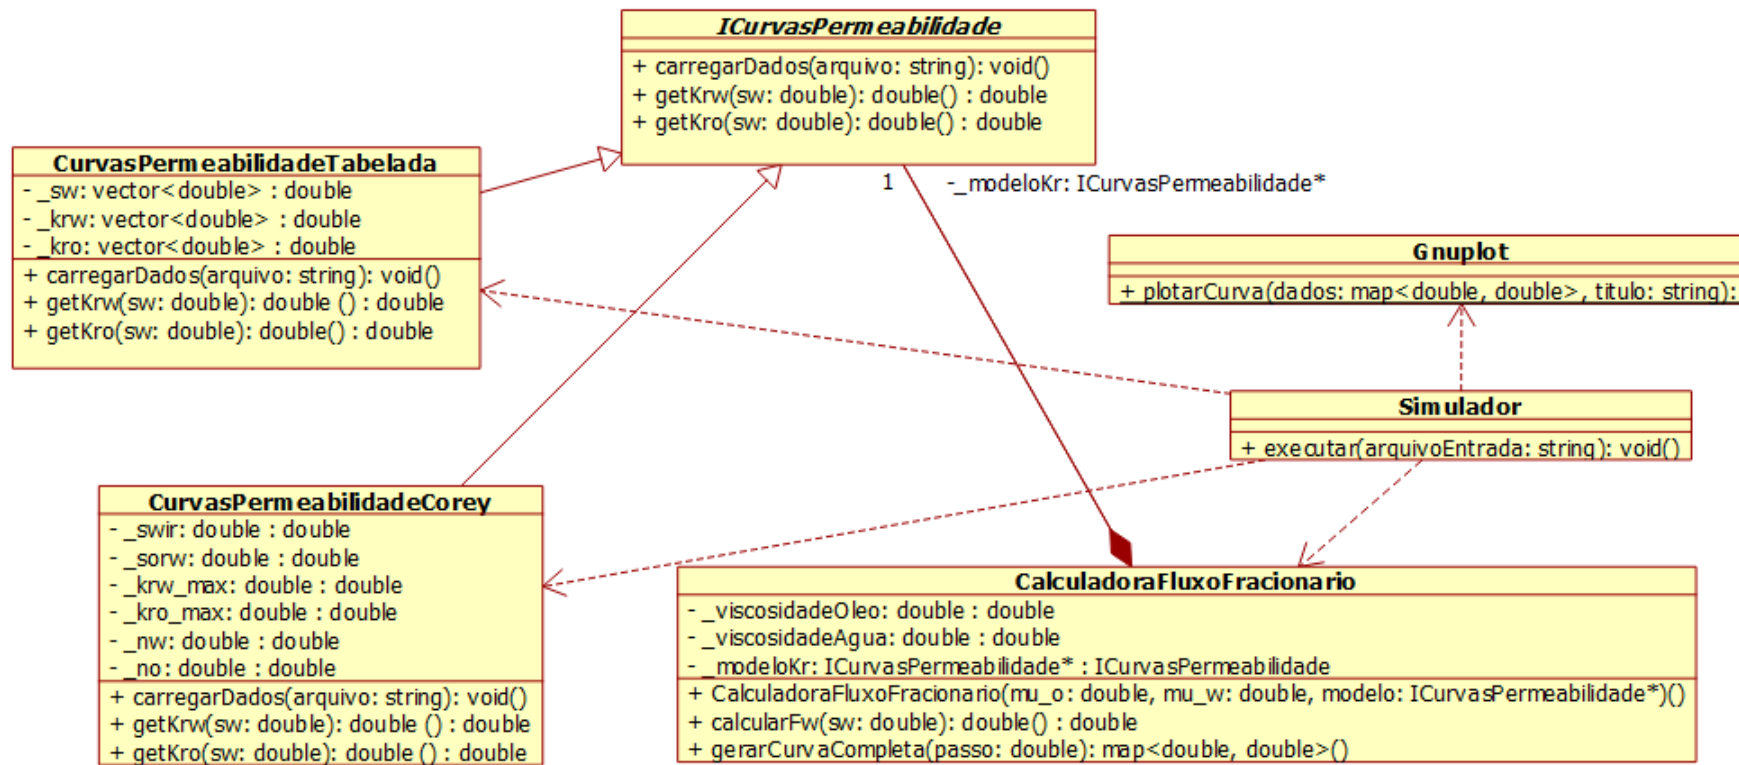 ICurvasPermeabilidade
+ carregarDados(arquivo: string): void()
+ getKrw(sw: double): double() : double
+ getKro(sw: double): double() : double
CurvasPermeabilidadeTabelada
- _sw: vector<double> : double
- _krw: vector<double> : double
- _kro: vector<double> : double
+ carregarDados(arquivo: string): void()
+ getKrw(sw: double): double () : double
+ getKro(sw: double): double() : double
1
-_modeloKr: ICurvasPermeabilidade*
Gnuplot
+ plotarCurva(dados: map<double, double>, titulo: string):
Simulador
+ executar(arquivoEntrada: string): void()
CurvasPermeabilidadeCorey
- _swir: double : double
- _sorw: double : double
- _krw_max: double : double
- _kro_max: double : double
- _nw: double : double
- _no: double : double
+ carregarDados(arquivo: string): void()
+ getKrw(sw: double): double () : double
+ getKro(sw: double): double () : double
CalculadoraFluxoFracionario
- _viscosidadeOleo: double : double
- _viscosidadeAgua: double : double
- _modeloKr: ICurvasPermeabilidade* : ICurvasPermeabilidade
+ CalculadoraFluxoFracionario(mu_o: double, mu_w: double, modelo: ICurvasPermeabilidade*)()
+ calcularFw(sw: double): double() : double
+ gerarCurvaCompleta(passo: double): map<double, double>()